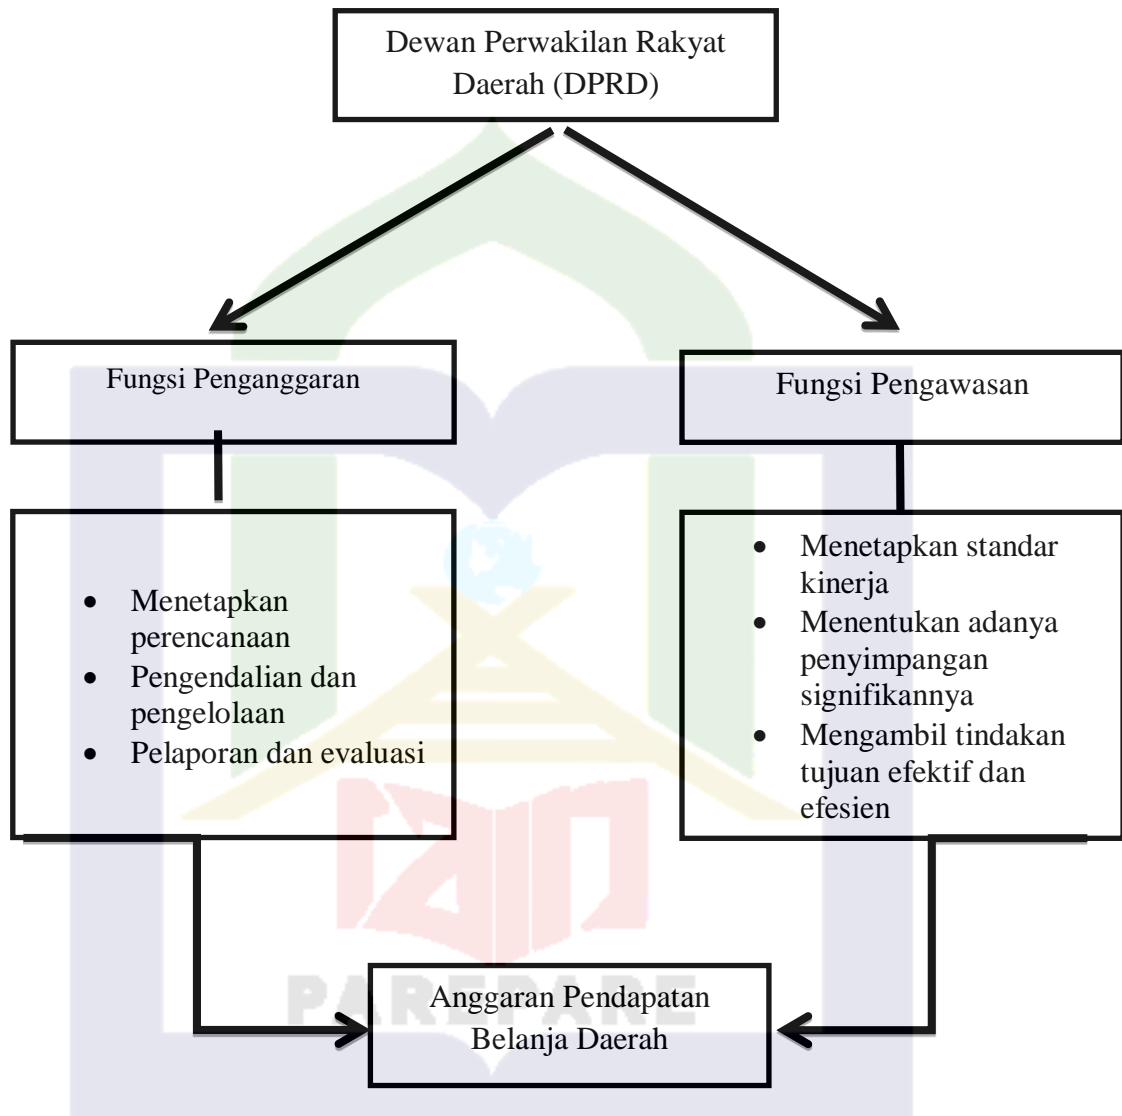 Dewan Perwakilan Rakyat
Daerah (DPRD)
Fungsi Penganggaran
Fungsi Pengawasan
• Menetapkan
perencanaan
• Pengendalian dan
pengelolaan
• Pelaporan dan evaluasi
• Menetapkan standar
kinerja
• Menentukan adanya
penyimpangan
signifikannya
• Mengambil tindakan
tujuan efektif dan
efesien
Anggaran Pendapatan
Belanja Daerah
PAREPARE